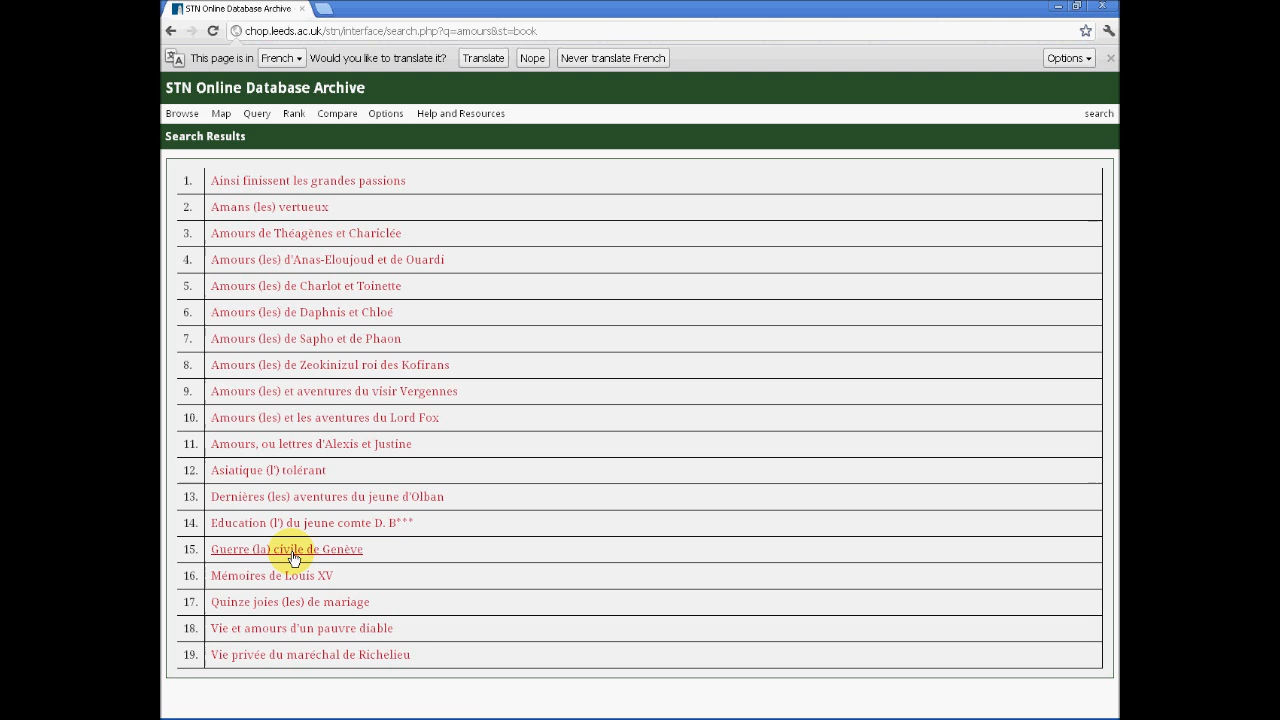 STN Online Database Archive
chop.leeds.ac.uk/stn/interface/search.php?q=amours&st=book
This page is in French Would you like to translate it? Translate Nope Never translate French Options
STN Online Database Archive
Browse Map Query Rank Compare Options Help and Resources search
Search Results
1. Ainsi finissent les grandes passions
2. Amans (les) vertueux
3. Amours de Théagènes et Chariclée
4. Amours (les) d'Anas-Eloujoud et de Ouardi
5. Amours (les) de Charlot et Toinette
6. Amours (les) de Daphnis et Chloé
7. Amours (les) de Sapho et de Phaon
8. Amours (les) de Zeokinizul roi des Kofirans
9. Amours (les) et aventures du visir Vergennes
10. Amours (les) et les aventures du Lord Fox
11. Amours, ou lettres d'Alexis et Justine
12. Asiatique (l') tolérant
13. Dernières (les) aventures du jeune d'Olban
14. Education (l') du jeune comte D. B***
15. Guerre (la) civile de Genève
16. Mémoires de Louis XV
17. Quinze joies (les) de mariage
18. Vie et amours d'un pauvre diable
19. Vie privée du maréchal de Richelieu